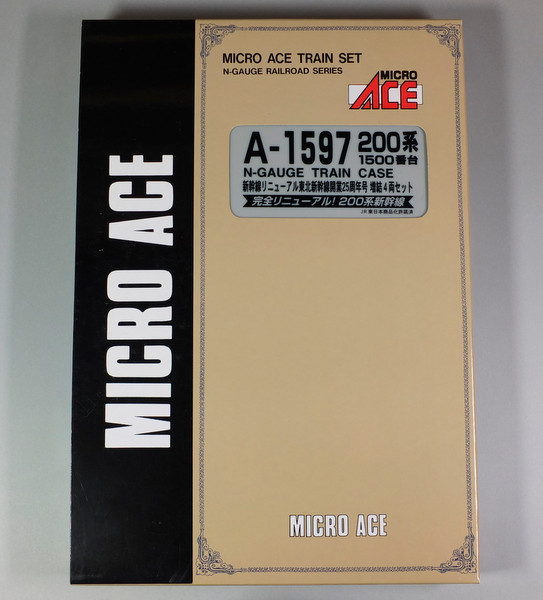 MICRO ACE
MICRO ACE TRAIN SET
N-GAUGE RAILROAD SERIES
MICRO
ACE
A-1597 200系
1500番台
N-GAUGE TRAIN CASE
新幹線リニューアル東北新幹線開業25周年号 増結4両セット
完全リニューアル! 200系新幹線
JR東日本商品化許諾済
MICRO ACE